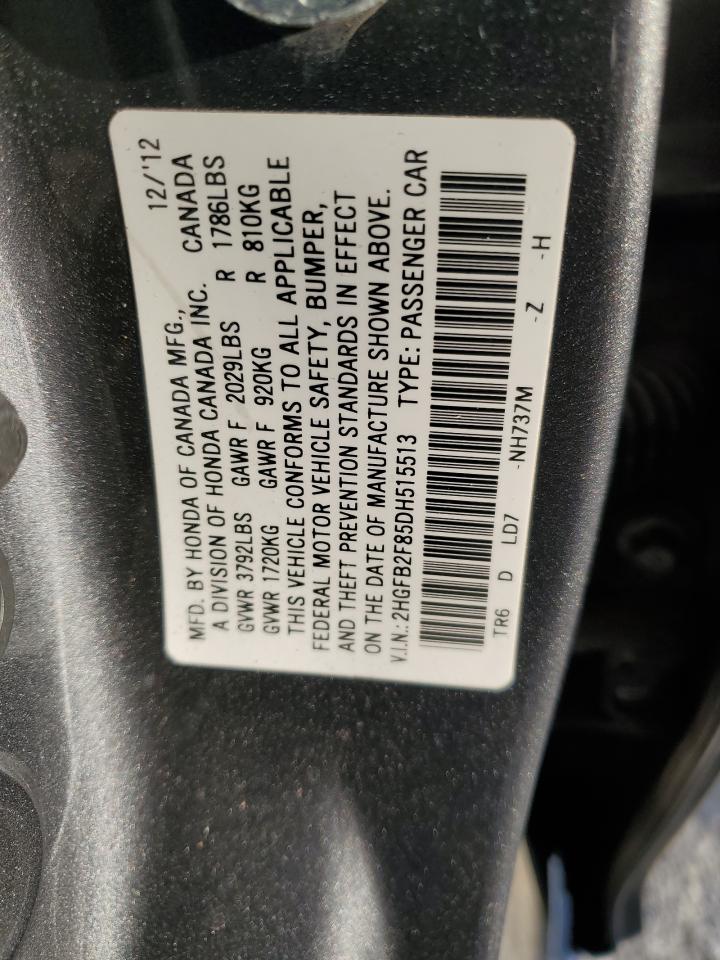 MFD. BY HONDA OF CANADA MFG., 12/'12
A DIVISION OF HONDA CANADA INC. CANADA
GVWR 3792LBS GAWR F 2029LBS R 1786LBS
GVWR 1720KG GAWR F 920KG R 810KG
THIS VEHICLE CONFORMS TO ALL APPLICABLE
FEDERAL MOTOR VEHICLE SAFETY, BUMPER,
AND THEFT PREVENTION STANDARDS IN EFFECT
ON THE DATE OF MANUFACTURE SHOWN ABOVE.
V.I.N.: 2HGFB2F85DH515513 TYPE: PASSENGER CAR
TR6 D LD7 -NH737M -Z -H